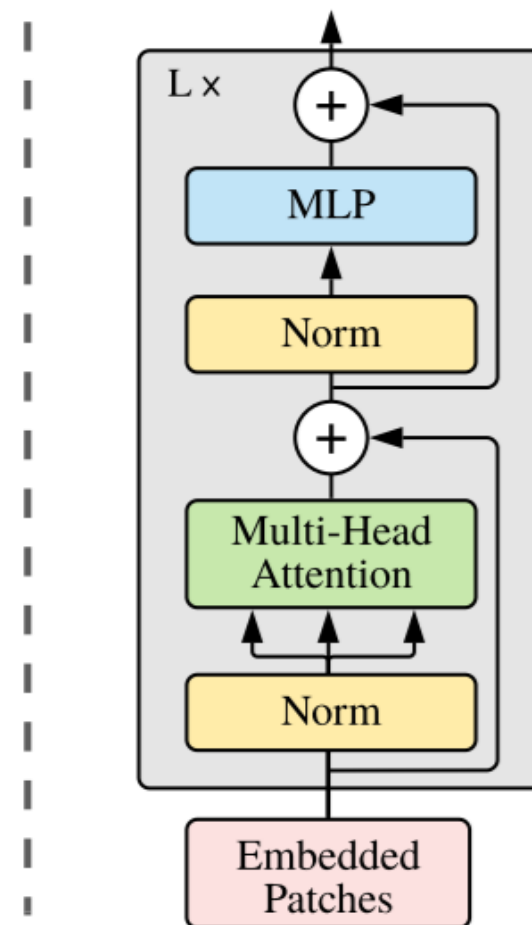 L ×
+
MLP
Norm
+
Multi-Head
Attention
Norm
Embedded
Patches